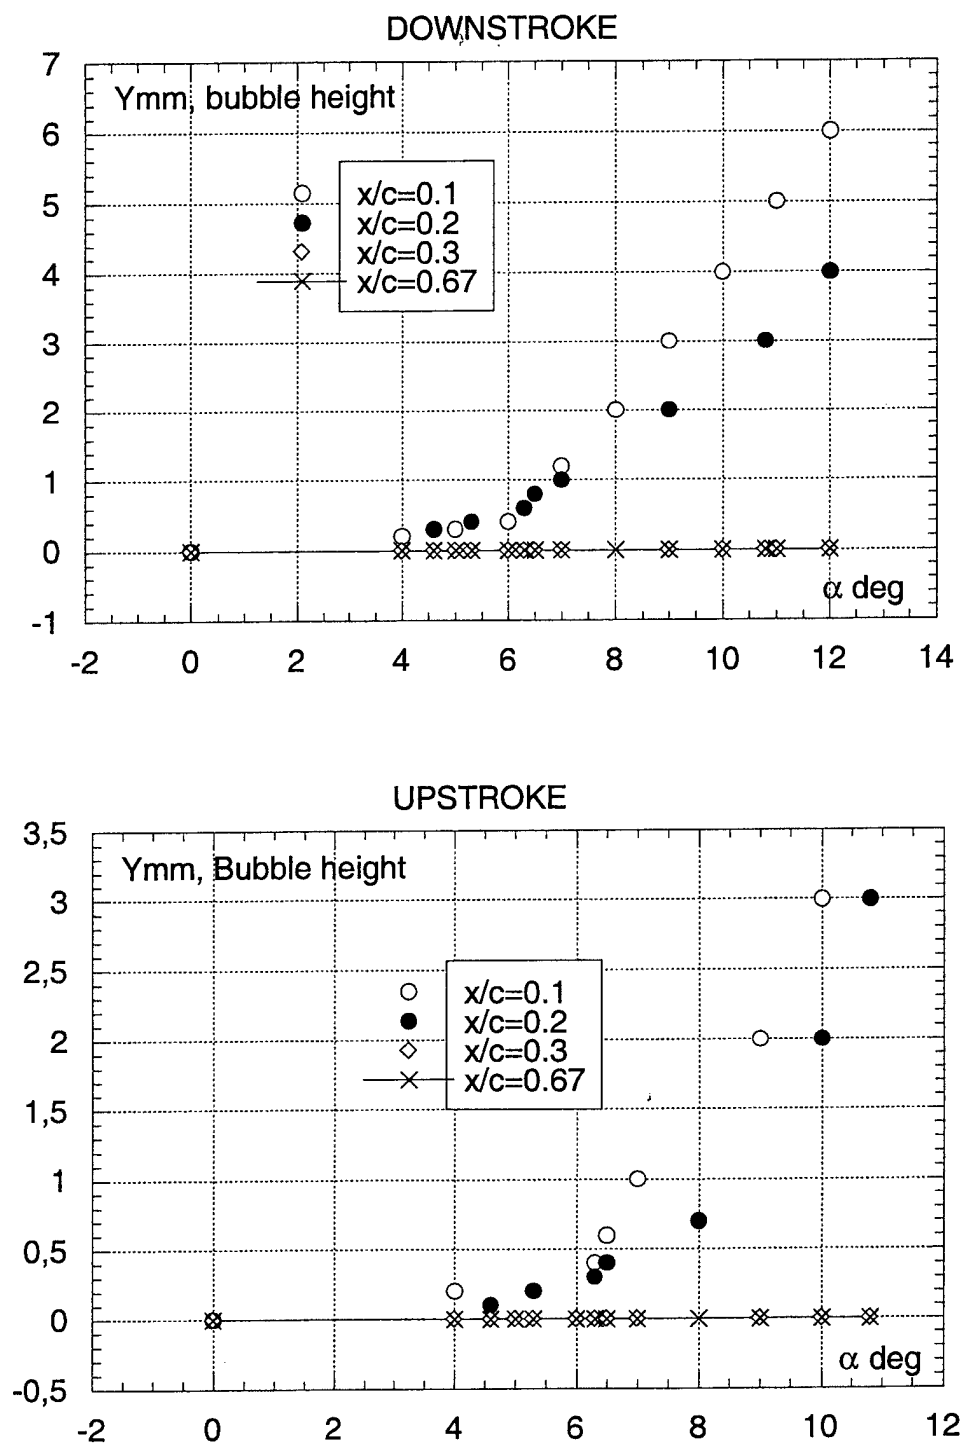 DOWNSTROKE
7
Ymm, bubble height
6
x/c=0.1
5
x/c=0.2
x/c=0.3
4
x/c=0.67
3
2
1
0
α deg
-1
-2 0 2 4 6 8 10 12 14
UPSTROKE
3,5
Ymm, Bubble height
3
2,5
x/c=0.1
x/c=0.2
2
x/c=0.3
x/c=0.67
1,5
1
0,5
0
α deg
-0,5
-2 0 2 4 6 8 10 12